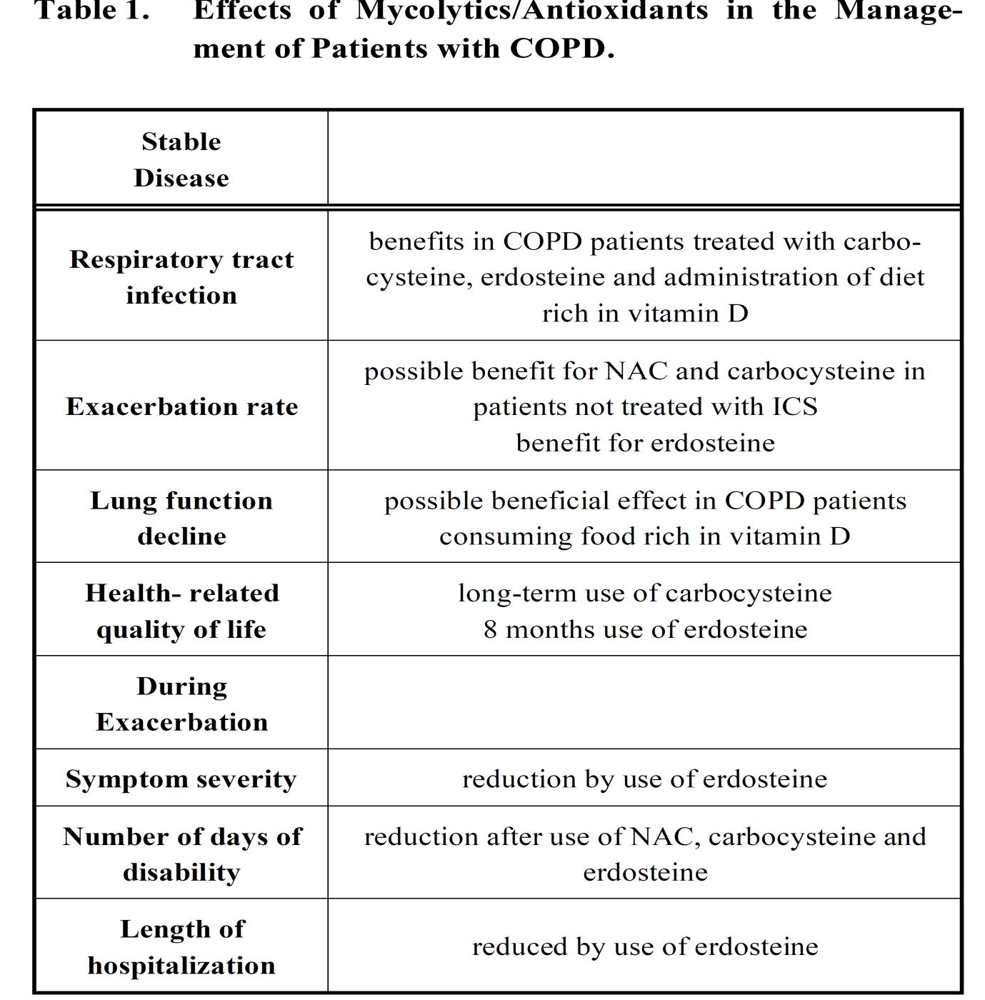 Table 1. Effects of Mycolytics/Antioxidants in the Manage-
ment of Patients with COPD.
Stable
Disease
Respiratory tract
infection
benefits in COPD patients treated with carbo-
cysteine, erdosteine and administration of diet
rich in vitamin D
Exacerbation rate
possible benefit for NAC and carbocysteine in
patients not treated with ICS
benefit for erdosteine
Lung function
decline
possible beneficial effect in COPD patients
consuming food rich in vitamin D
Health- related
quality of life
long-term use of carbocysteine
8 months use of erdosteine
During
Exacerbation
Symptom severity
reduction by use of erdosteine
Number of days of
disability
reduction after use of NAC, carbocysteine and
erdosteine
Length of
hospitalization
reduced by use of erdosteine